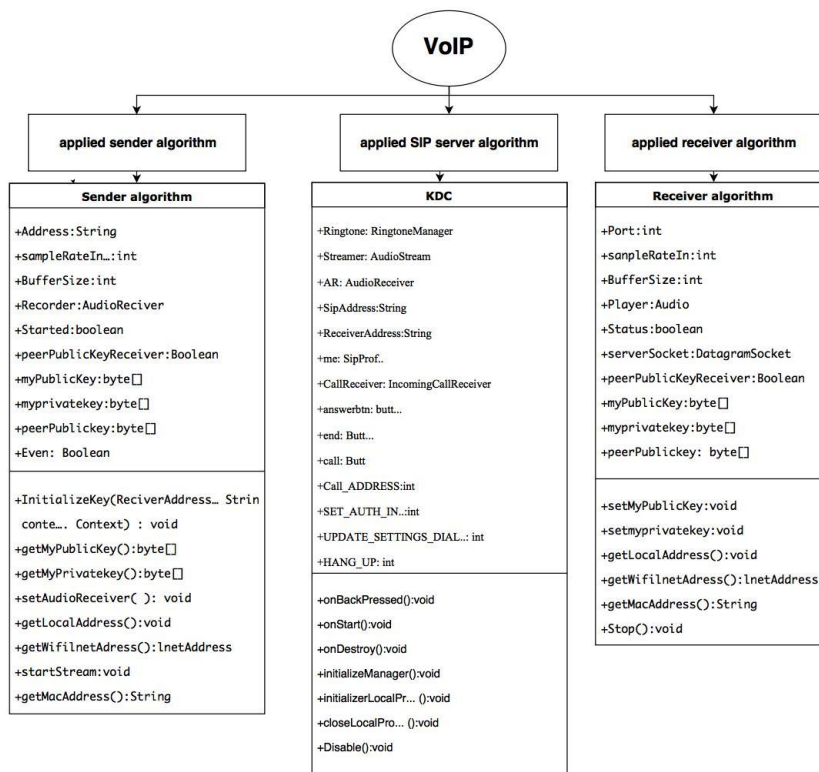 VoIP
applied sender algorithm
applied SIP server algorithm
applied receiver algorithm
Sender algorithm
+Address:String
+sampleRateIn…:int
+BufferSize:int
+Recorder:AudioReciver
+Started:boolean
+peerPublicKeyReceiver:Boolean
+myPublicKey:byte[]
+myprivatekey:byte[]
+peerPublickey:byte[]
+Even: Boolean
+InitializeKey(ReciverAddress… Strin
conte…. Context) : void
+getMyPublicKey():byte[]
+getMyPrivatekey():byte[]
+setAudioReceiver( ): void
+getLocalAddress():void
+getWifilnetAdress():lnetAddress
+startStream:void
+getMacAddress():String
KDC
+Ringtone: RingtoneManager
+Streamer: AudioStream
+AR: AudioReceiver
+SipAddress:String
+ReceiverAddress:String
+me: SipProf..
+CallReceiver: IncomingCallReceiver
+answerbtn: butt...
+end: Butt...
+call: Butt
+Call_ADDRESS:int
+SET_AUTH_IN..:int
+UPDATE_SETTINGS_DIAL..: int
+HANG_UP: int
+onBackPressed():void
+onStart():void
+onDestroy():void
+initializeManager():void
+initializerLocalPr... ():void
+closeLocalPro... ():void
+Disable():void
Receiver algorithm
+Port:int
+sanpleRateIn:int
+BufferSize:int
+Player:Audio
+Status:boolean
+serverSocket:DatagramSocket
+peerPublicKeyReceiver:Boolean
+myPublicKey:byte[]
+myprivatekey:byte[]
+peerPublickey: byte[]
+setMyPublicKey:void
+setmyprivatekey:void
+getLocalAddress():void
+getWifilnetAdress():lnetAddress
+getMacAddress():String
+Stop():void